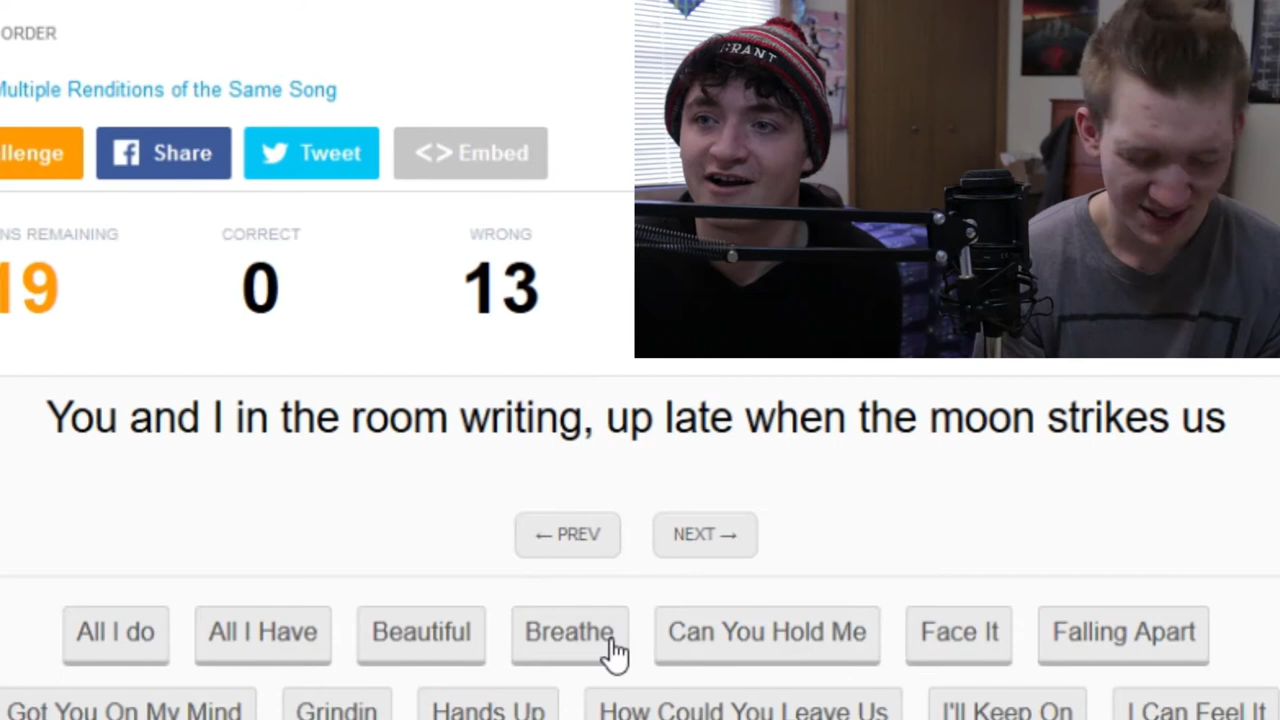 ORDER
Multiple Renditions of the Same Song
llenge
Share
Tweet
<> Embed
NS REMAINING
CORRECT
WRONG
19
0
13
GRANT
You and I in the room writing, up late when the moon strikes us
← PREV
NEXT →
All I do
All I Have
Beautiful
Breathe
Can You Hold Me
Face It
Falling Apart
Got You On My Mind
Grindin
Hands Up
How Could You Leave Us
I'll Keep On
I Can Feel It